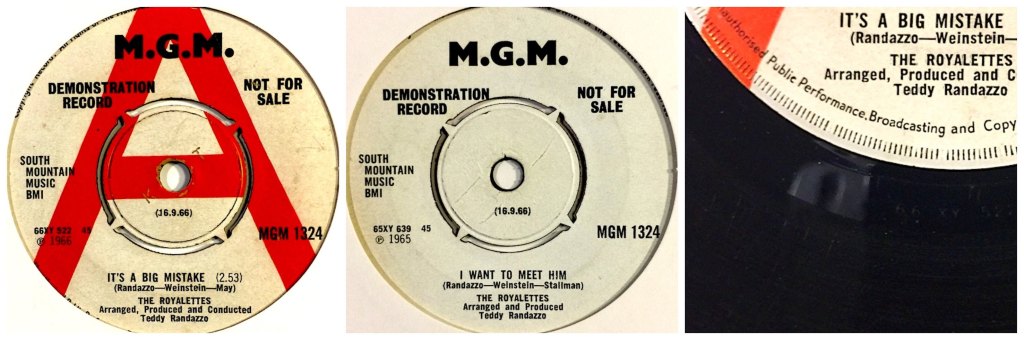 M.G.M.
DEMONSTRATION
RECORD
NOT FOR
SALE
SOUTH
MOUNTAIN
MUSIC
BMI
(16.9.66)
66XY 532 45
℗ 1966
MGM 1324
IT'S A BIG MISTAKE (2.53)
(Randazzo—Weinstein—May)
THE ROYALETTES
Arranged, Produced and Conducted
Teddy Randazzo
M.G.M.
DEMONSTRATION
RECORD
NOT FOR
SALE
SOUTH
MOUNTAIN
MUSIC
BMI
(16.9.66)
65XY 639 45
℗ 1965
MGM 1324
I WANT TO MEET HIM
(Randazzo—Weinstein—Stallman)
THE ROYALETTES
Arranged and Produced
Teddy Randazzo
IT'S A BIG MISTAKE
(Randazzo—Weinstein—
THE ROYALETTES
Arranged, Produced and C
Teddy Randazzo
nauthorised Public Performance, Broadcasting and Copy